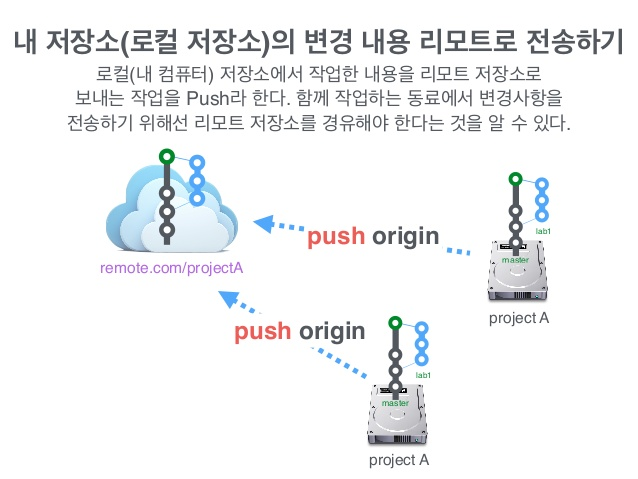 내 저장소(로컬 저장소)의 변경 내용 리모트로 전송하기
로컬(내 컴퓨터) 저장소에서 작업한 내용을 리모트 저장소로
보내는 작업을 Push라 한다. 함께 작업하는 동료에서 변경사항을
전송하기 위해선 리모트 저장소를 경유해야 한다는 것을 알 수 있다.
lab1
push origin
master
remote.com/projectA
project A
push origin
lab1
master
project A